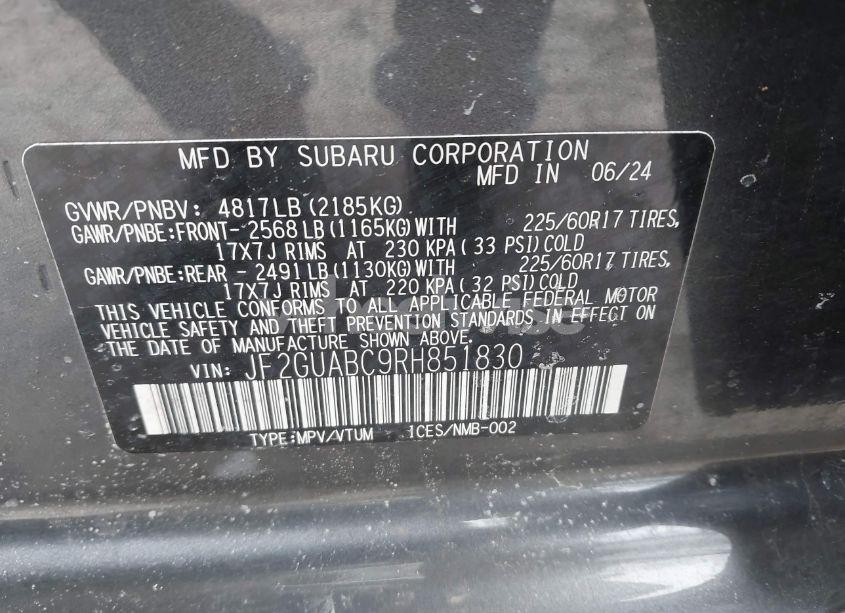 MFD BY SUBARU CORPORATION
MFD IN 06/24
GVWR/PNBV: 4817LB (2185KG)
GAWR/PNBE:FRONT- 2568 LB (1165KG) WITH 225/60R17 TIRES,
17X7J RIMS AT 230 KPA ( 33 PSI) COLD
GAWR/PNBE:REAR - 2491 LB (1130KG) WITH 225/60R17 TIRES,
17X7J RIMS AT 220 KPA ( 32 PSI) COLD
THIS VEHICLE CONFORMS TO ALL APPLICABLE FEDERAL MOTOR
VEHICLE SAFETY AND THEFT PREVENTION STANDARDS IN EFFECT ON
THE DATE OF MANUFACTURE SHOWN ABOVE.
VIN: JF2GUABC9RH851830
TYPE:MPV/VTUM ICES/NMB-002